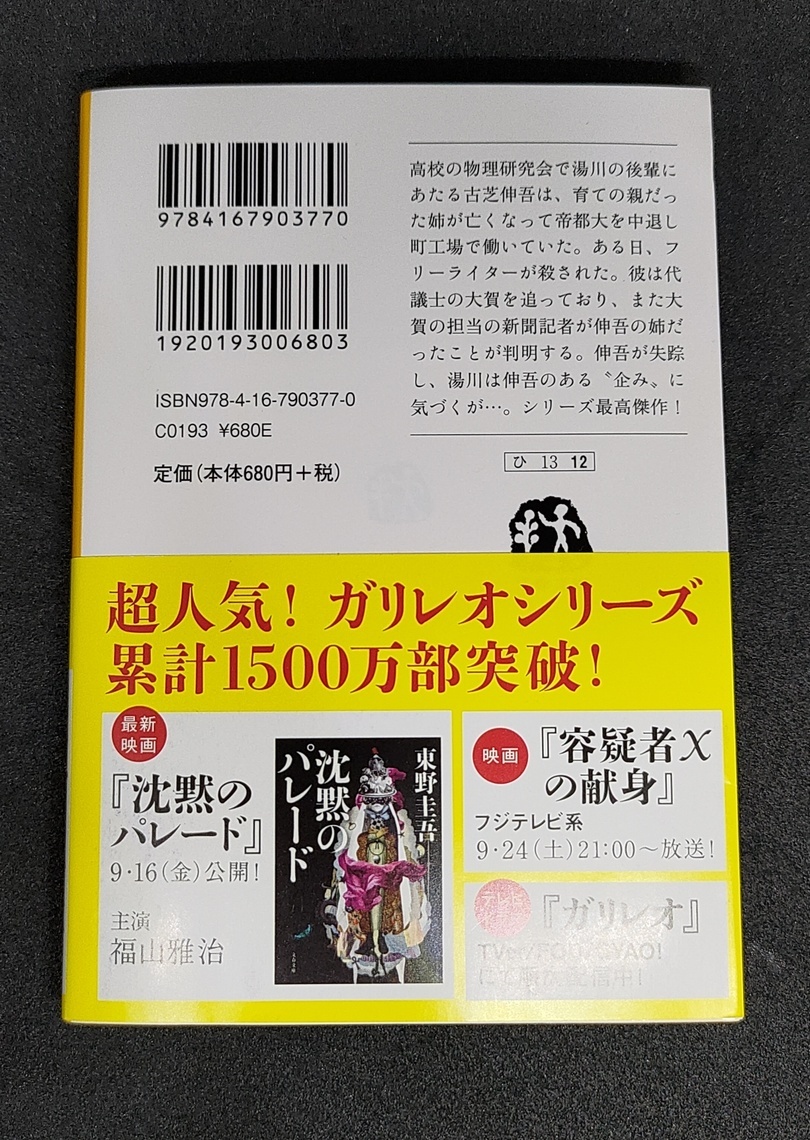 9784167903770
1920193006803
ISBN978-4-16-790377-0
C0193 ¥680E
定価(本体680円+税)
高校の物理研究会で湯川の後輩に
あたる古芝伸吾は、育ての親だっ
た姉が亡くなって帝都大を中退し
町工場で働いていた。ある日、フ
リーライターが殺された。彼は代
議士の大賀を追っており、また大
賀の担当の新聞記者が伸吾の姉だ
ったことが判明する。伸吾が失踪
し、湯川は伸吾のある〝企み〟に
気づくが…。シリーズ最高傑作!
ひ 13 12
超人気! ガリレオシリーズ
累計1500万部突破!
最新
映画
『沈黙の
パレード』
9・16(金)公開!
主演
福山雅治
東野圭吾
沈黙の
パレード
映画
『容疑者Xの献身』
フジテレビ系
9・24(土)21:00~放送!
『ガリレオ』